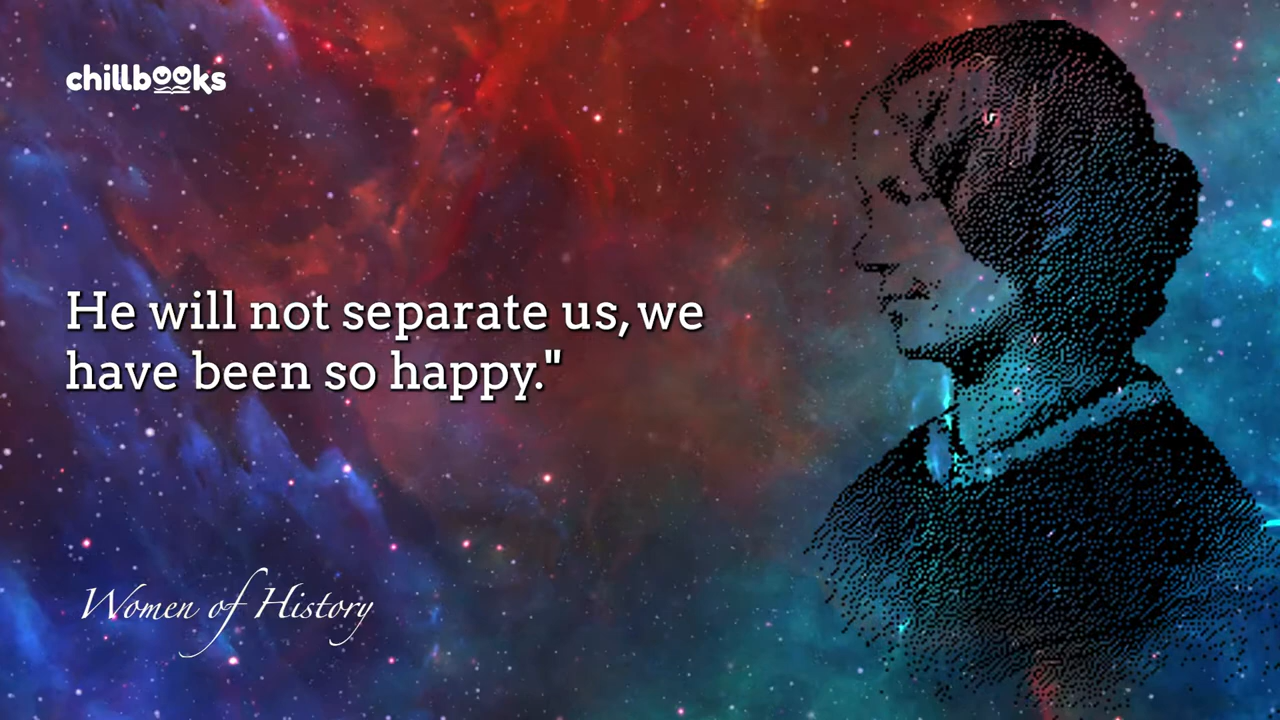 chillbooks
He will not separate us, we
have been so happy."
Women of History